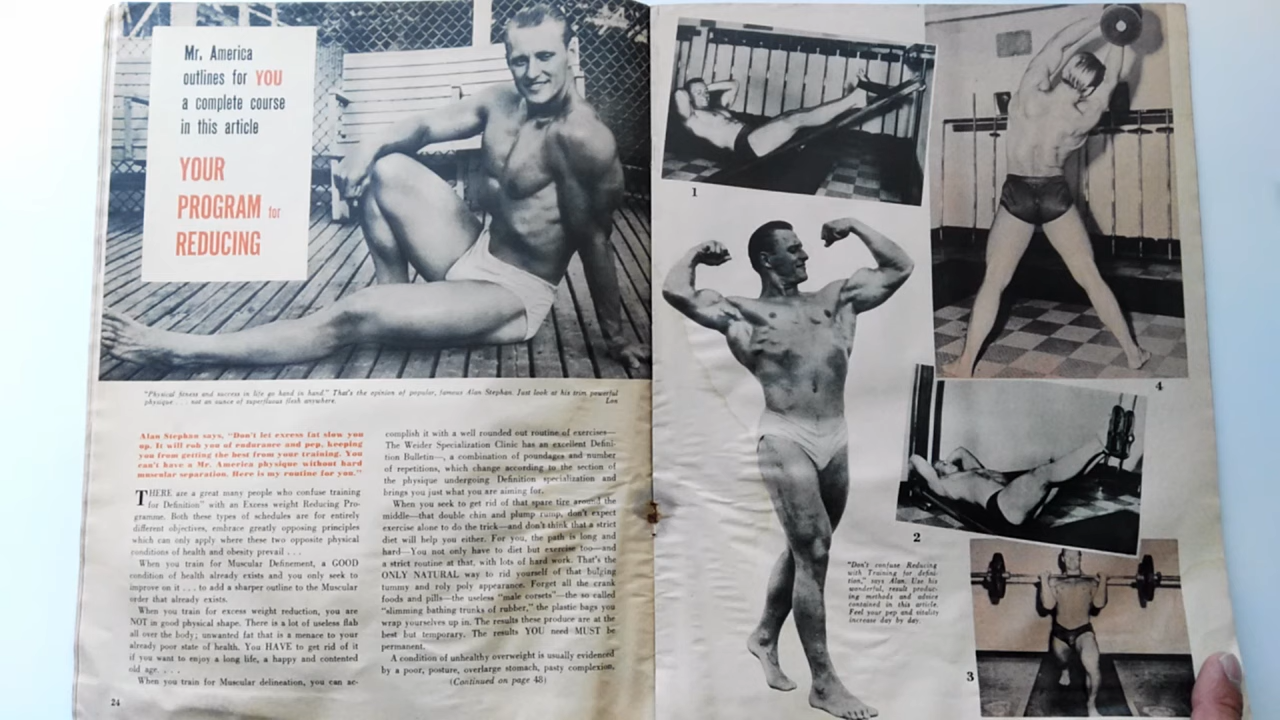 Mr. America
outlines for YOU
a complete course
in this article
YOUR
PROGRAM for
REDUCING
"Physical fitness and success in life go hand in hand." That's the opinion of popular, famous Alan Stephan. Just look at his trim powerful
physique . . . not an ounce of superfluous flesh anywhere. Lon
Alan Stephan says, "Don't let excess fat slow you
up. It will rob you of endurance and pep, keeping
you from getting the best from your training. You
can't have a Mr. America physique without hard
muscular separation. Here is my routine for you."
THERE are a great many people who confuse training
for Definition" with an Excess weight Reducing Pro-
gramme. Both these types of schedules are for entirely
different objectives, embrace greatly opposing principles
which can only apply where these two opposite physical
conditions of health and obesity prevail . . .
When you train for Muscular Definement, a GOOD
condition of health already exists and you only seek to
improve on it . . . to add a sharper outline to the Muscular
order that already exists.
When you train for excess weight reduction, you are
NOT in good physical shape. There is a lot of useless flab
all over the body; unwanted fat that is a menace to your
already poor state of health. You HAVE to get rid of it
if you want to enjoy a long life, a happy and contented
old age. . . .
When you train for Muscular delineation, you can ac-
24
complish it with a well rounded out routine of exercises—
The Weider Specialization Clinic has an excellent Defini-
tion Bulletin—, a combination of poundages and number
of repetitions, which change according to the section of
the physique undergoing Definition specialization and
brings you just what you are aiming for.
When you seek to get rid of that spare tire around the
middle—that double chin and plump rump, don't expect
exercise alone to do the trick—and don't think that a strict
diet will help you either. For you, the path is long and
hard—You not only have to diet but exercise too—and
a strict routine at that, with lots of hard work. That's the
ONLY NATURAL way to rid yourself of that bulging
tummy and roly poly appearance. Forget all the crank
foods and pills—the useless "male corsets"—the so called
"slimming bathing trunks of rubber," the plastic bags you
wrap yourselves up in. The results these produce are at the
best but temporary. The results YOU need MUST be
permanent.
A condition of unhealthy overweight is usually evidenced
by a poor, posture, overlarge stomach, pasty complexion,
(Continued on page 48)
1
4
2
"Don't confuse Reducing
with Training for defini-
tion," says Alan. Use his
wonderful, result produc-
ing methods and advice
contained in this article.
Feel your pep and vitality
increase day by day.
3